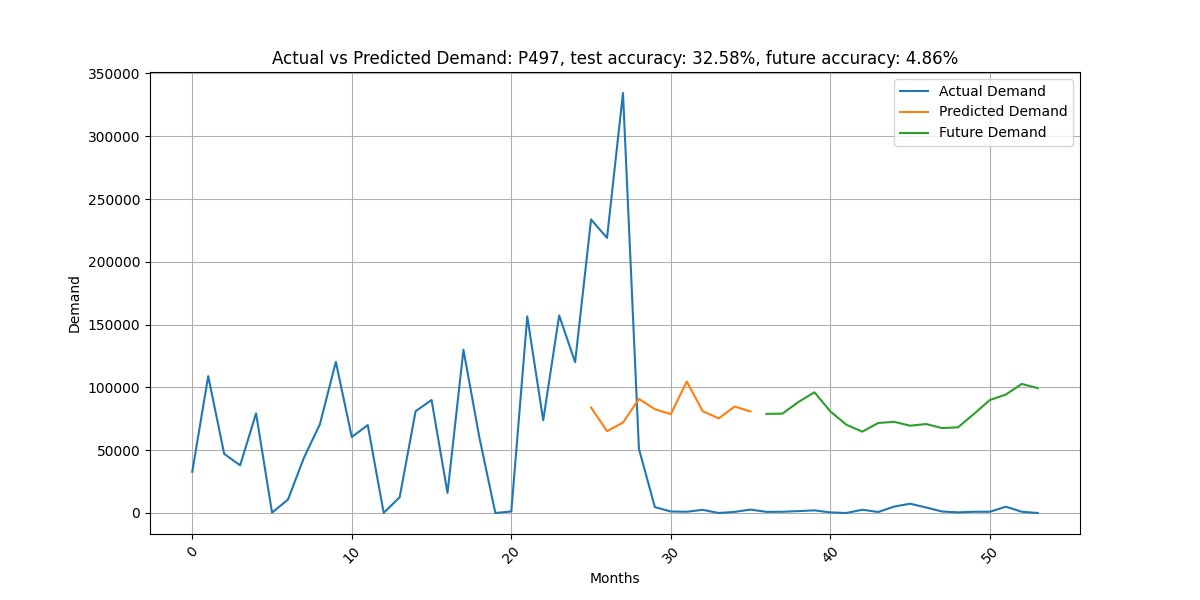 Actual vs Predicted Demand: P497, test accuracy: 32.58%, future accuracy: 4.86%
350000
300000
250000
200000
150000
100000
50000
0
Demand
Actual Demand
Predicted Demand
Future Demand
0
10
20
30
40
50
Months